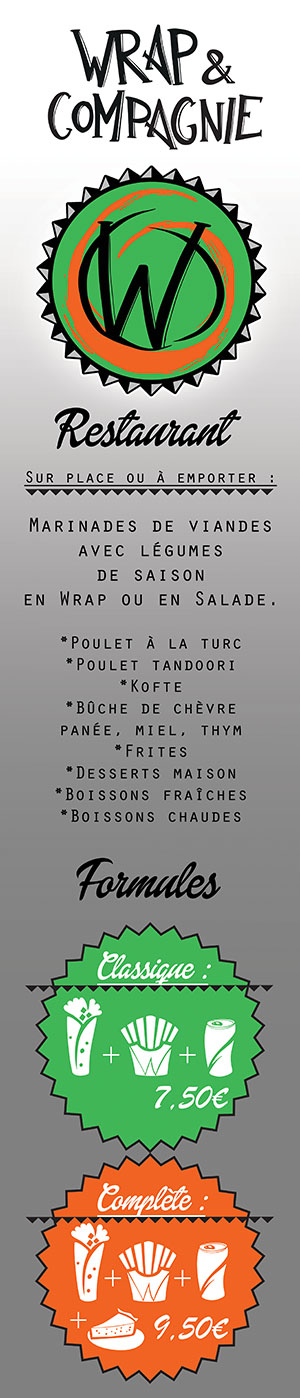 WRAP &
COMPAGNIE
W
Restaurant
SUR PLACE OU À EMPORTER :
MARINADES DE VIANDES
AVEC LÉGUMES
DE SAISON
EN WRAP OU EN SALADE.
*POULET À LA TURC
*POULET TANDOORI
*KOFTE
*BÛCHE DE CHÈVRE
PANÉE, MIEL, THYM
*FRITES
*DESSERTS MAISON
*BOISSONS FRAÎCHES
*BOISSONS CHAUDES
Formules
Classique :
+ +
W
7,50€
Complète :
+ +
W
+ 9,50€